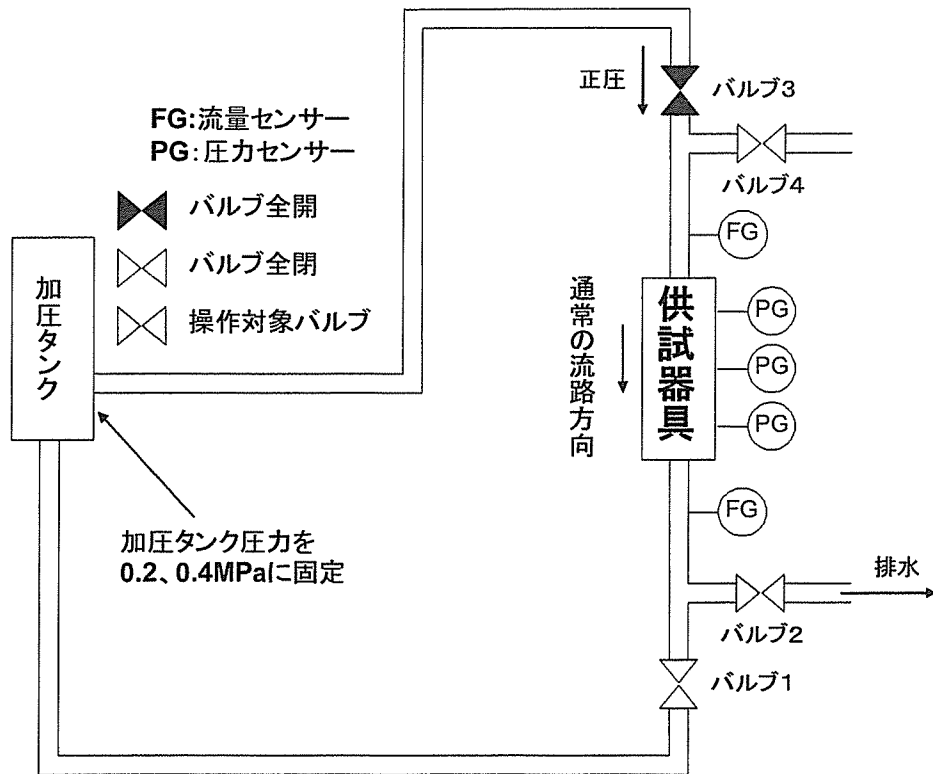 正圧
バルブ3
FG:流量センサー
PG:圧力センサー
バルブ4
バルブ全開
FG
バルブ全閉
加圧タンク
通常の流路方向
供試器具
PG
操作対象バルブ
PG
PG
FG
加圧タンク圧力を
0.2、0.4MPaに固定
排水
バルブ2
バルブ1